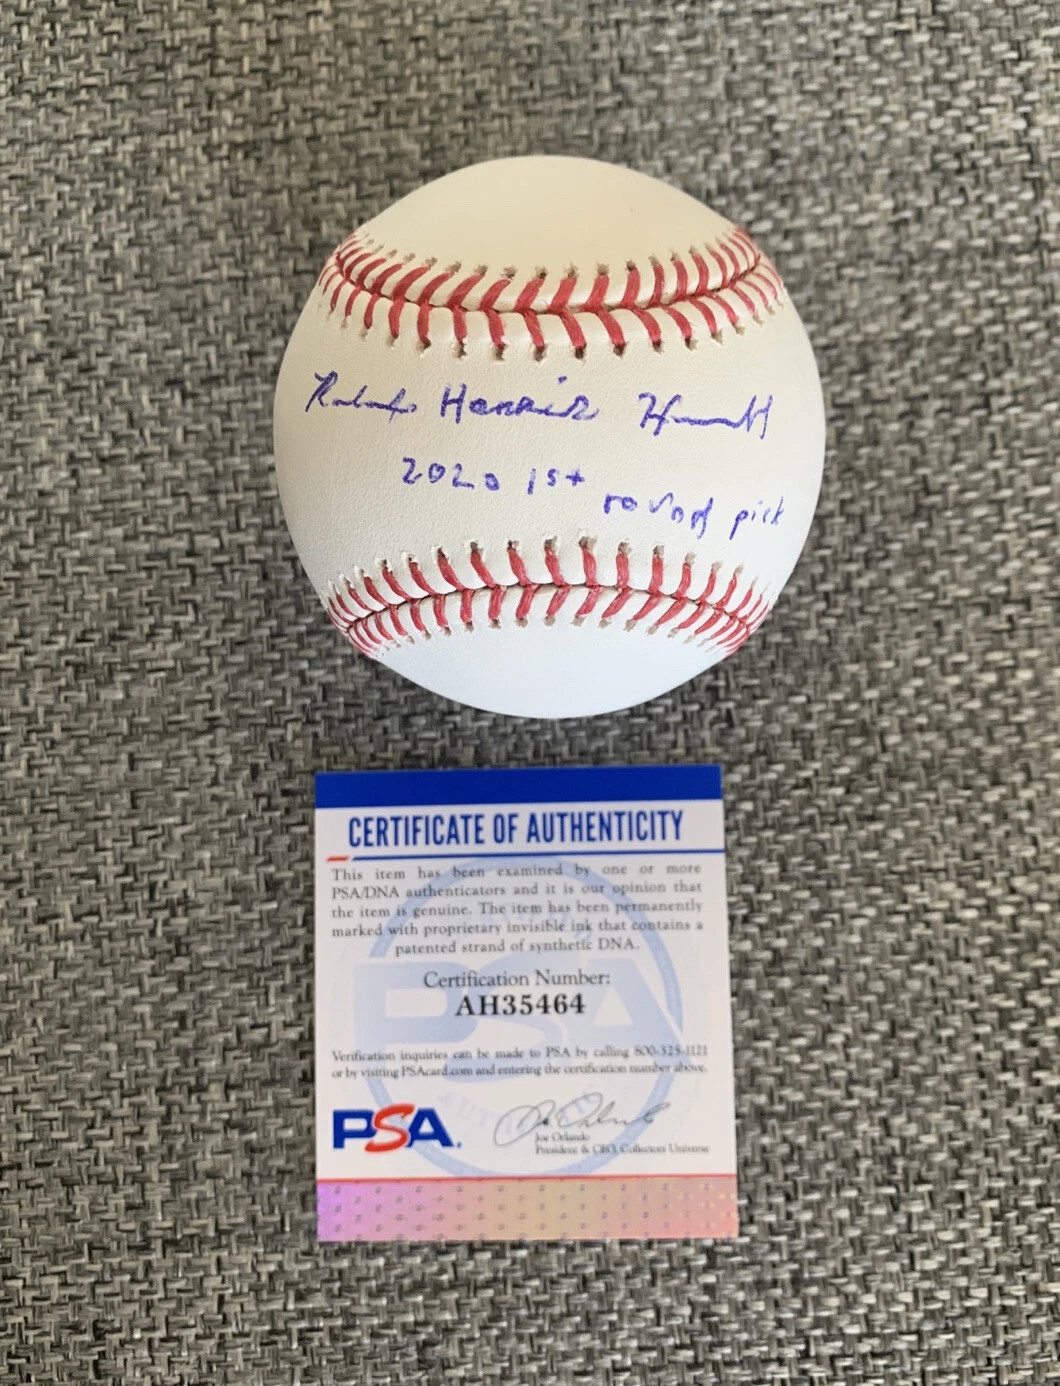 2020 1st round pick
CERTIFICATE OF AUTHENTICITY
This item has been examined by one or more
PSA/DNA authenticators and it is our opinion that
the item is genuine. The item has been permanently
marked with proprietary invisible ink that contains a
patented strand of synthetic DNA.
Certification Number:
AH35464
Verification inquiries can be made to PSA by calling 800-325-1121
or by visiting PSAcard.com and entering the certification number above.
PSA.
Joe Orlando
President & CEO, Collectors Universe